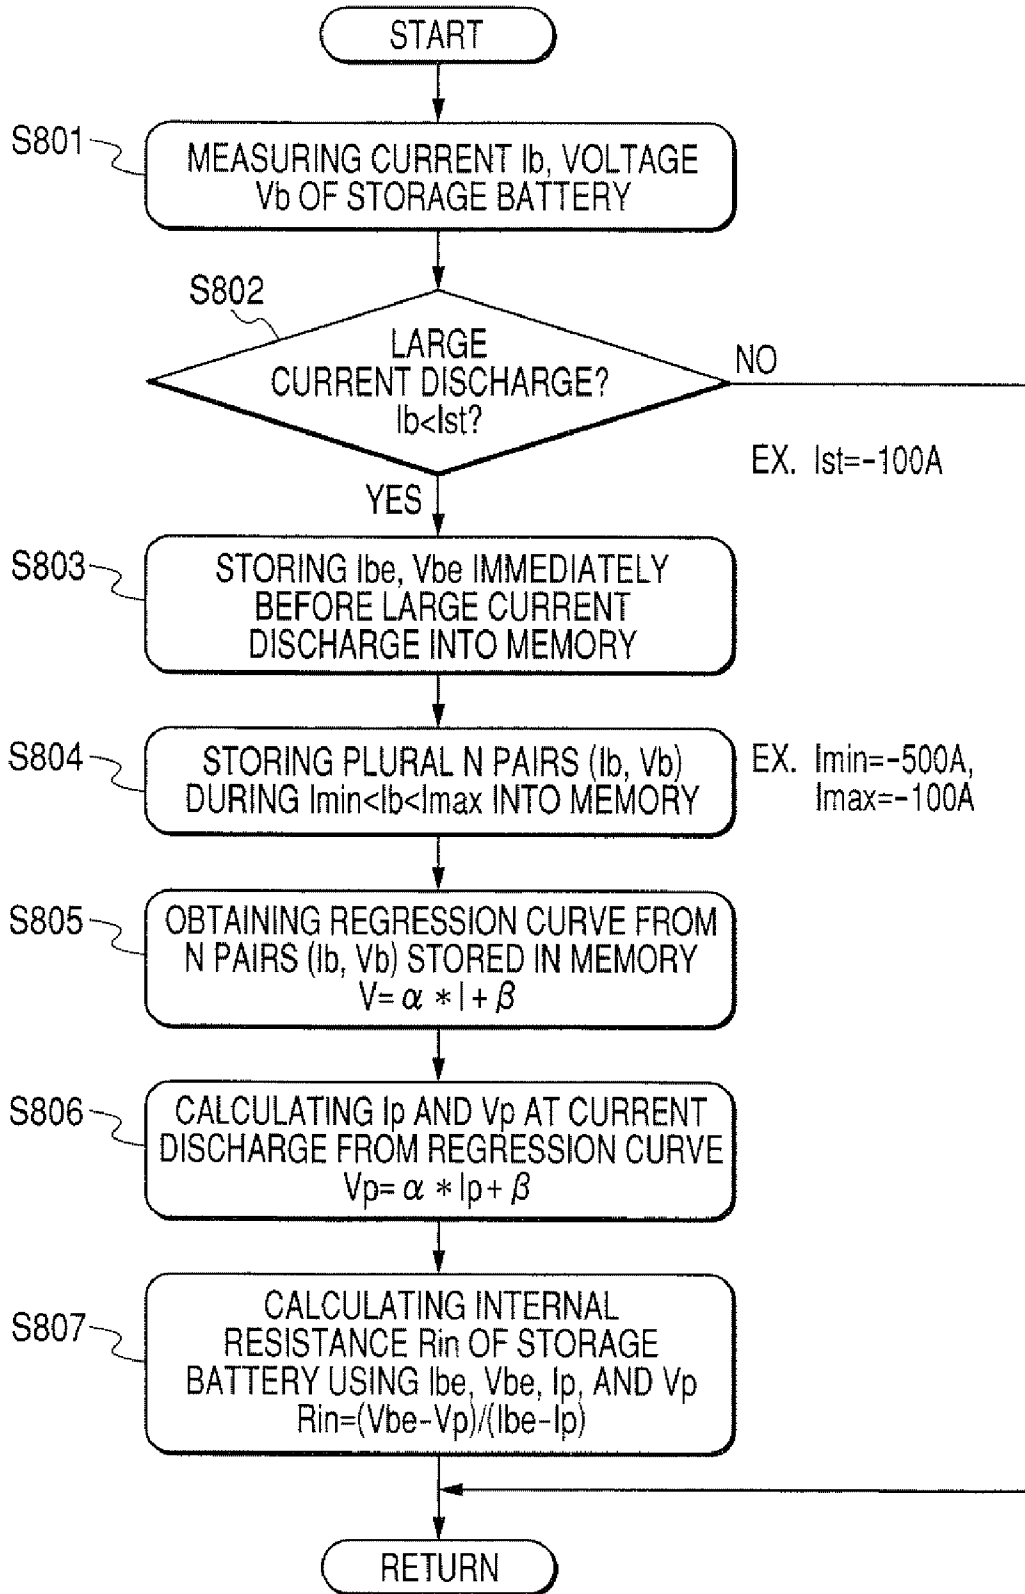 START
S801
MEASURING CURRENT Ib, VOLTAGE
Vb OF STORAGE BATTERY
S802
LARGE
CURRENT DISCHARGE?
Ib<Ist?
NO
EX. Ist=-100A
YES
S803
STORING Ibe, Vbe IMMEDIATELY
BEFORE LARGE CURRENT
DISCHARGE INTO MEMORY
S804
STORING PLURAL N PAIRS (Ib, Vb)
DURING Imin<Ib<Imax INTO MEMORY
EX. Imin=-500A,
Imax=-100A
S805
OBTAINING REGRESSION CURVE FROM
N PAIRS (Ib, Vb) STORED IN MEMORY
V= α * I + β
S806
CALCULATING Ip AND Vp AT CURRENT
DISCHARGE FROM REGRESSION CURVE
Vp= α * Ip + β
S807
CALCULATING INTERNAL
RESISTANCE Rin OF STORAGE
BATTERY USING Ibe, Vbe, Ip, AND Vp
Rin=(Vbe-Vp)/(Ibe-Ip)
RETURN